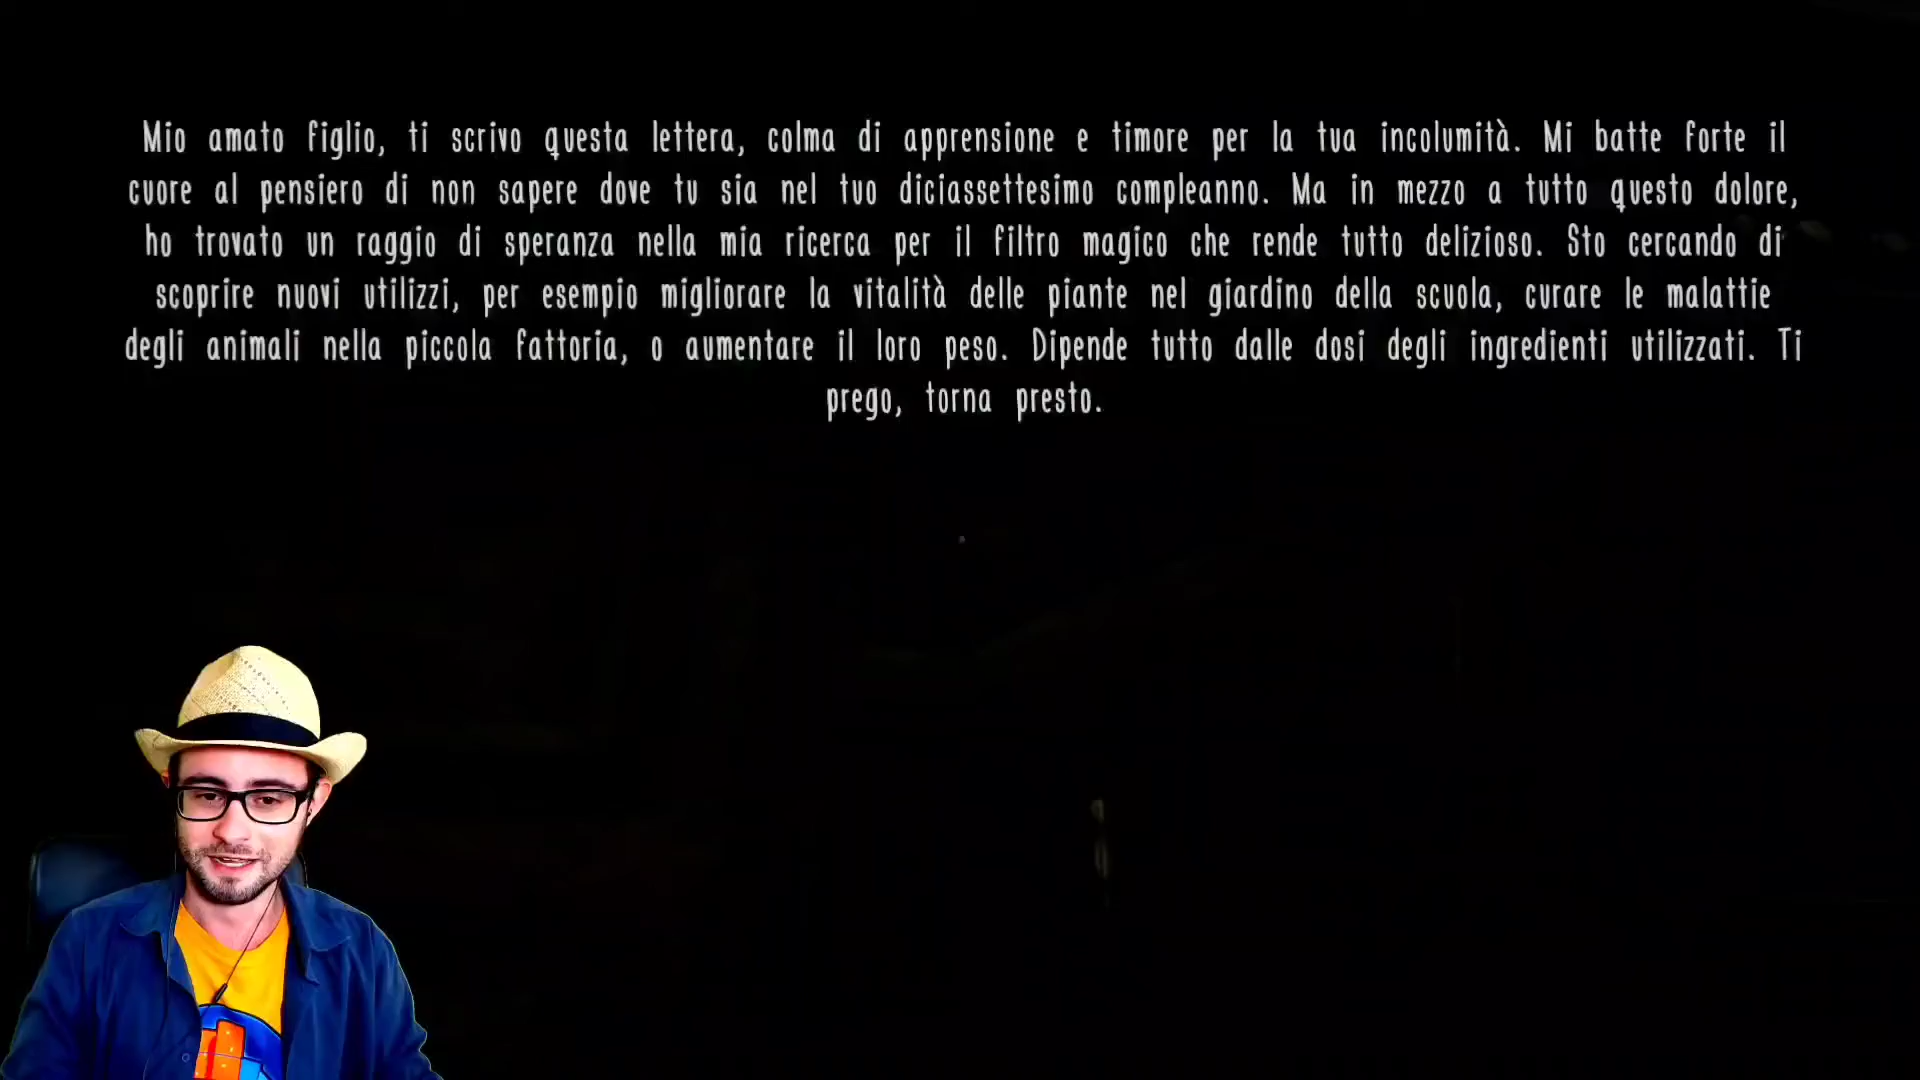 Mio amato figlio, ti scrivo questa lettera, colma di apprensione e timore per la tua incolumità. Mi batte forte il
cuore al pensiero di non sapere dove tu sia nel tuo diciassettesimo compleanno. Ma in mezzo a tutto questo dolore,
ho trovato un raggio di speranza nella mia ricerca per il filtro magico che rende tutto delizioso. Sto cercando di
scoprire nuovi utilizzi, per esempio migliorare la vitalità delle piante nel giardino della scuola, curare le malattie
degli animali nella piccola fattoria, o aumentare il loro peso. Dipende tutto dalle dosi degli ingredienti utilizzati. Ti
prego, torna presto.